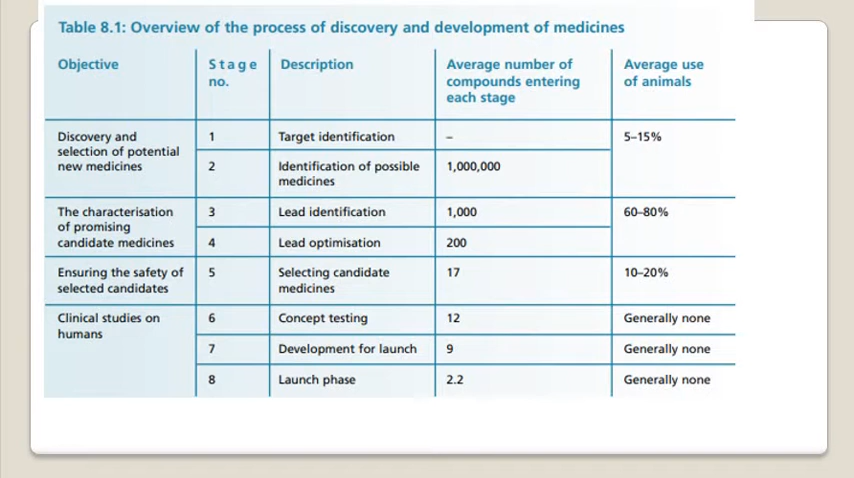 Table 8.1: Overview of the process of discovery and development of medicines
Objective
Stage
no.
Description
Average number of
compounds entering
each stage
Average use
of animals
Discovery and
selection of potential
new medicines
1
Target identification
–
5–15%
2
Identification of possible
medicines
1,000,000
The characterisation
of promising
candidate medicines
3
Lead identification
1,000
60–80%
4
Lead optimisation
200
Ensuring the safety of
selected candidates
5
Selecting candidate
medicines
17
10–20%
Clinical studies on
humans
6
Concept testing
12
Generally none
7
Development for launch
9
Generally none
8
Launch phase
2.2
Generally none